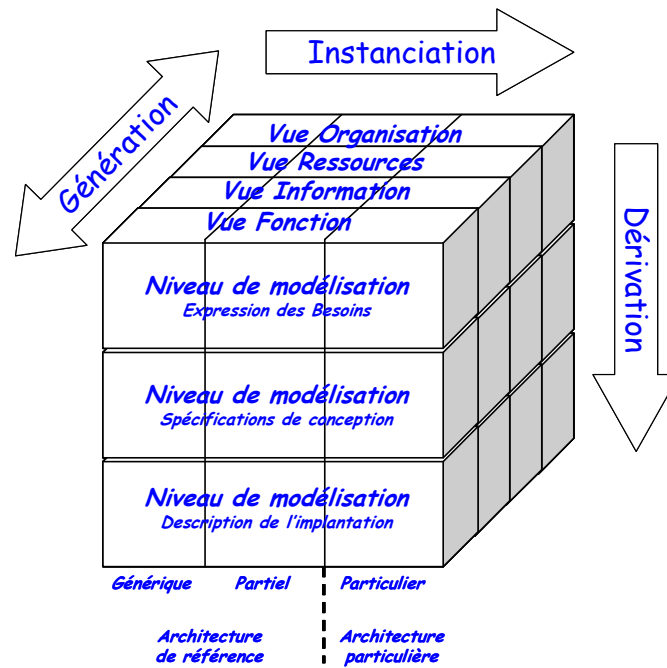 Instanciation
Génération
Dérivation
Vue Organisation
Vue Ressources
Vue Information
Vue Fonction
Niveau de modélisation
Expression des Besoins
Niveau de modélisation
Spécifications de conception
Niveau de modélisation
Description de l'implantation
Générique Partiel Particulier
Architecture Architecture
de référence particulière